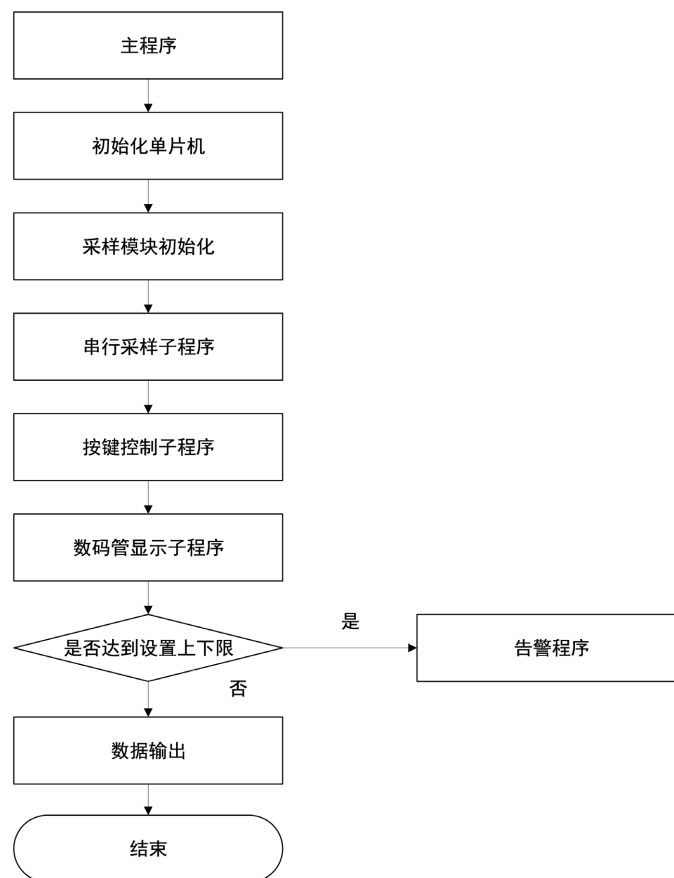 主程序
初始化单片机
采样模块初始化
串行采样子程序
按键控制子程序
数码管显示子程序
是否达到设置上下限
是
告警程序
否
数据输出
结束